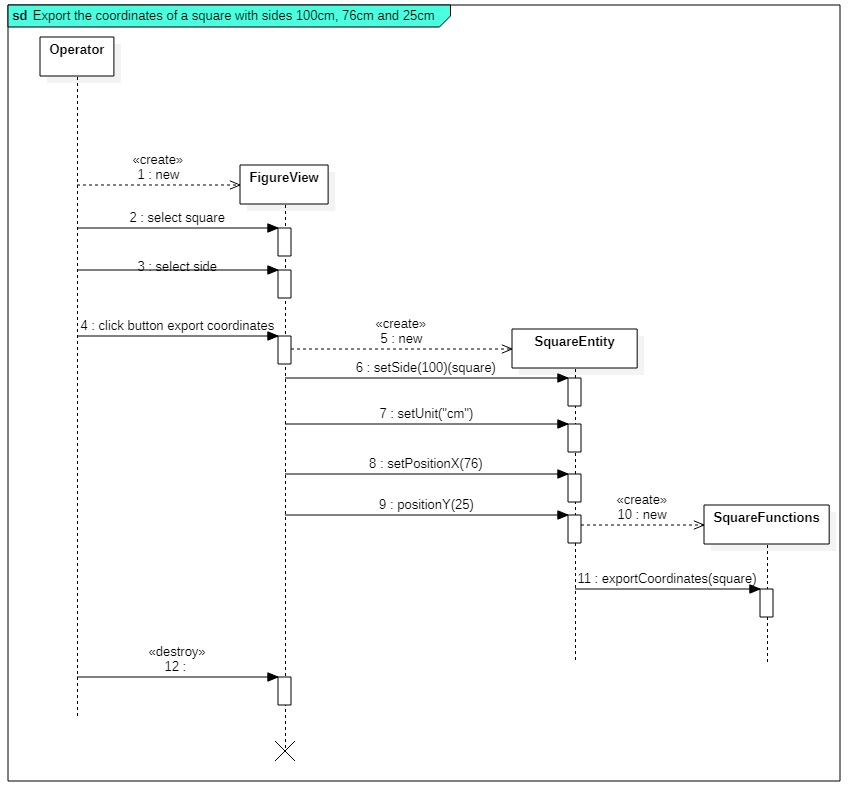 sd Export the coordinates of a square with sides 100cm, 76cm and 25cm
Operator
«create»
1 : new
FigureView
2 : select square
3 : select side
4 : click button export coordinates
«create»
5 : new
SquareEntity
6 : setSide(100)(square)
7 : setUnit("cm")
8 : setPositionX(76)
9 : positionY(25)
«create»
10 : new
SquareFunctions
11 : exportCoordinates(square)
«destroy»
12 :